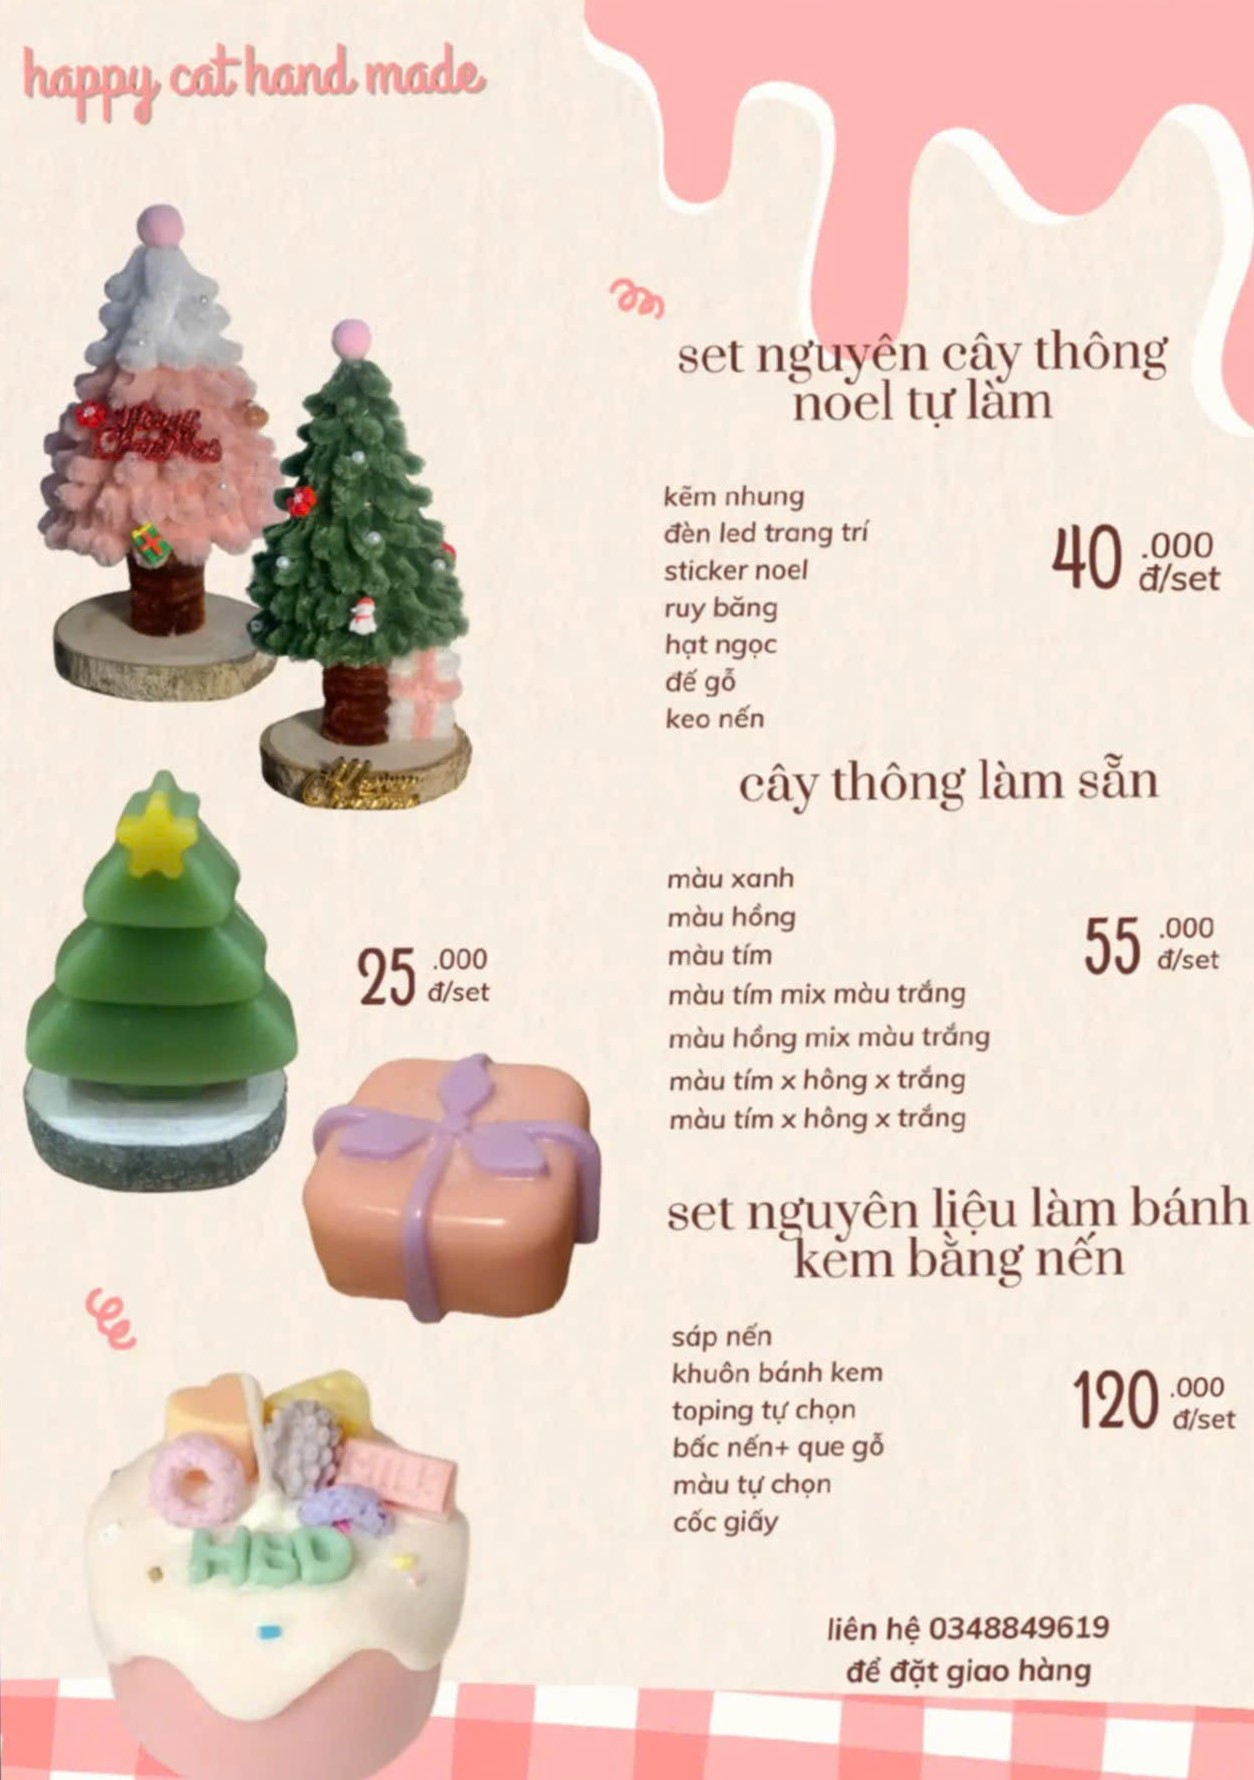 happy cat hand made
set nguyên cây thông
noel tự làm
kẽm nhung
đèn led trang trí
sticker noel
ruy băng
hạt ngọc
đế gỗ
keo nến
40 .000
đ/set
Merry
Christmas
Merry
Christmas
cây thông làm sẵn
màu xanh
màu hồng
màu tím
màu tím mix màu trắng
màu hồng mix màu trắng
màu tím x hông x trắng
màu tím x hông x trắng
55 .000
đ/set
25 .000
đ/set
set nguyên liệu làm bánh
kem bằng nến
sáp nến
khuôn bánh kem
toping tự chọn
bấc nến+ que gỗ
màu tự chọn
cốc giấy
120 .000
đ/set
MILK
HBD
liên hệ 0348849619
để đặt giao hàng